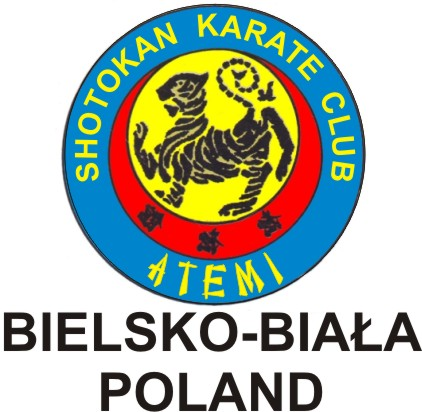 SHOTOKAN KARATE CLUB
ATEMI
BIELSKO-BIAŁA
POLAND